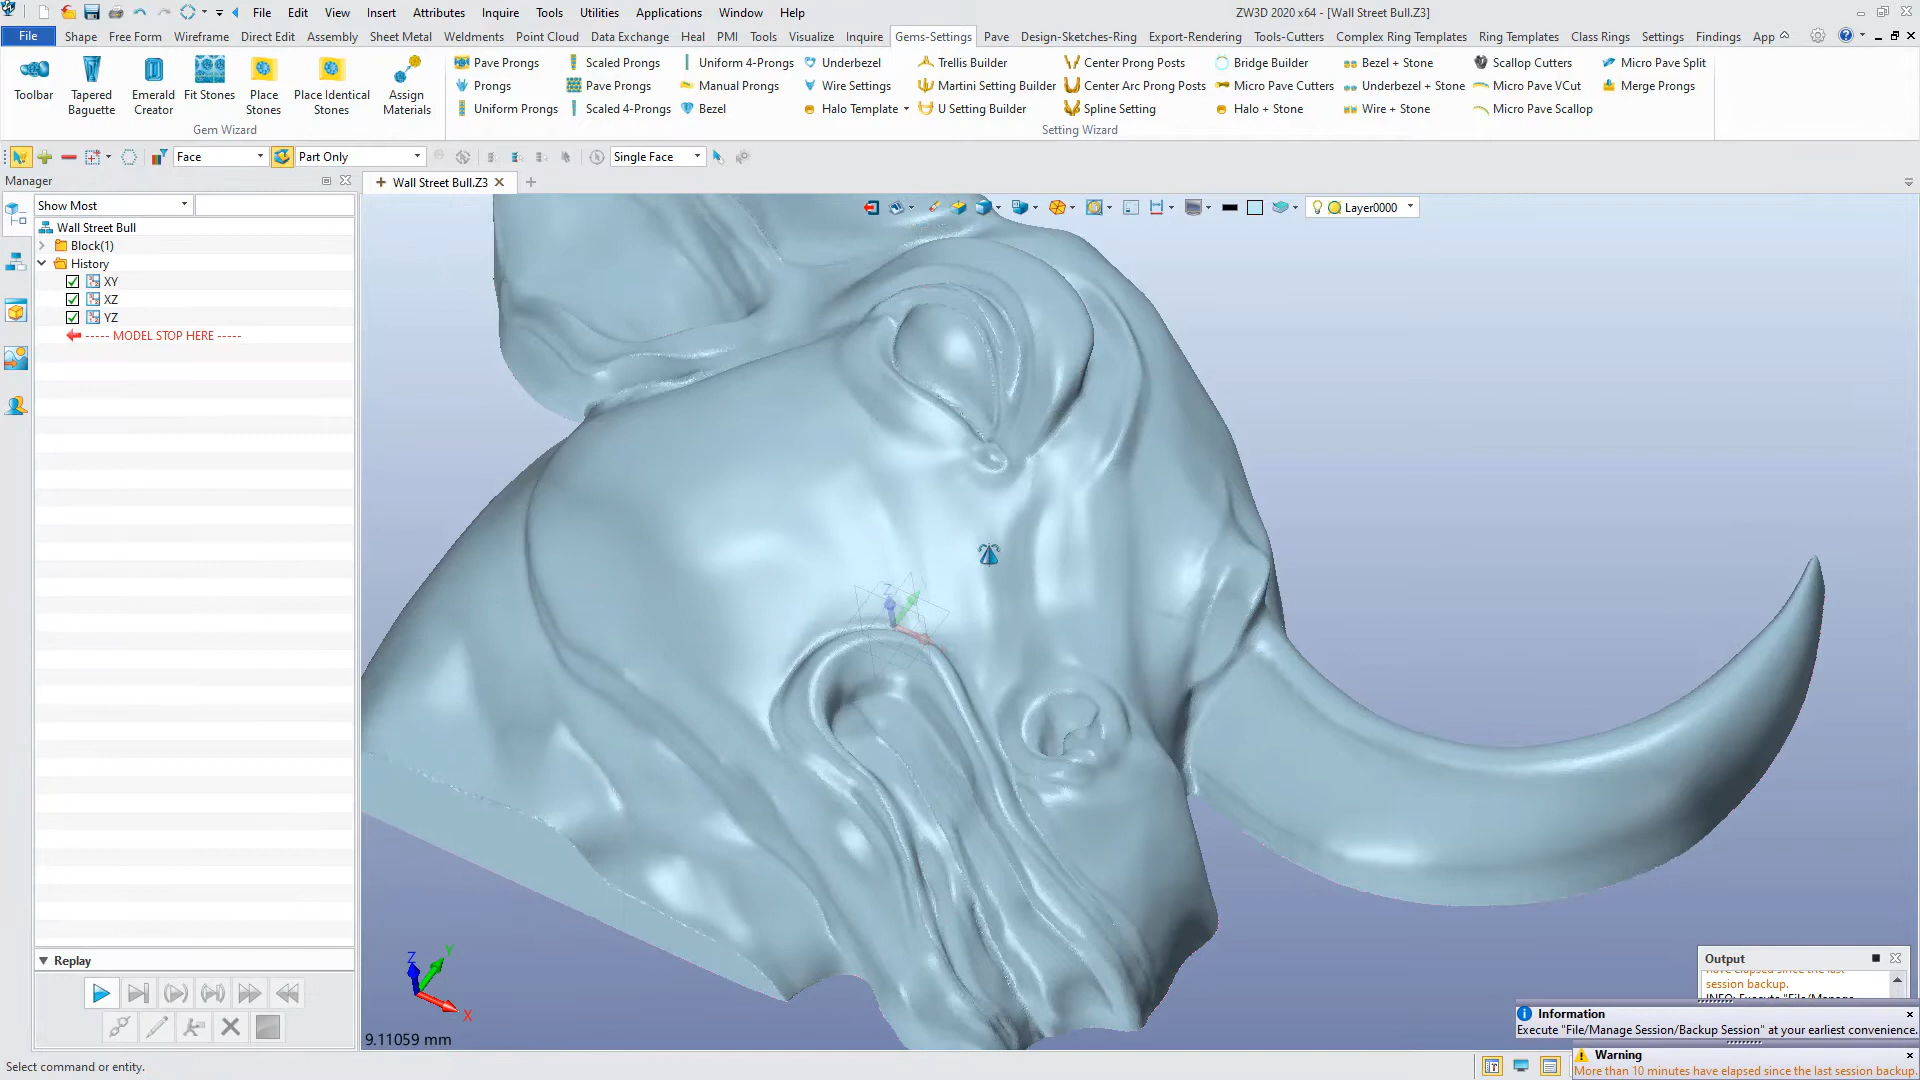 File Edit View Insert Attributes Inquire Tools Utilities Applications Window Help ZW3D 2020 x64 - [Wall Street Bull.Z3]
File Shape Free Form Wireframe Direct Edit Assembly Sheet Metal Weldments Point Cloud Data Exchange Heal PMI Tools Visualize Inquire Gems-Settings Pave Design-Sketches-Ring Export-Rendering Tools-Cutters Complex Ring Templates Ring Templates Class Rings Settings Findings App
Toolbar
Tapered Baguette
Emerald Creator
Fit Stones
Place Stones
Place Identical Stones
Assign Materials
Gem Wizard
Pave Prongs Scaled Prongs Uniform 4-Prongs Underbezel Trellis Builder Center Prong Posts Bridge Builder Bezel + Stone Scallop Cutters Micro Pave Split
Prongs Pave Prongs Manual Prongs Wire Settings Martini Setting Builder Center Arc Prong Posts Micro Pave Cutters Underbezel + Stone Micro Pave VCut Merge Prongs
Uniform Prongs Scaled 4-Prongs Bezel Halo Template U Setting Builder Spline Setting Halo + Stone Wire + Stone Micro Pave Scallop
Setting Wizard
Face Part Only Single Face
Manager
Wall Street Bull.Z3
Show Most
Layer0000
Wall Street Bull
Block(1)
History
XY
XZ
YZ
----- MODEL STOP HERE -----
Z
Replay
Z Y X
9.11059 mm
Output
have elapsed since the last
session backup.
INFO: Execute "File/Manage
Information
Execute "File/Manage Session/Backup Session" at your earliest convenience.
Warning
More than 10 minutes have elapsed since the last session backup.
Select command or entity.